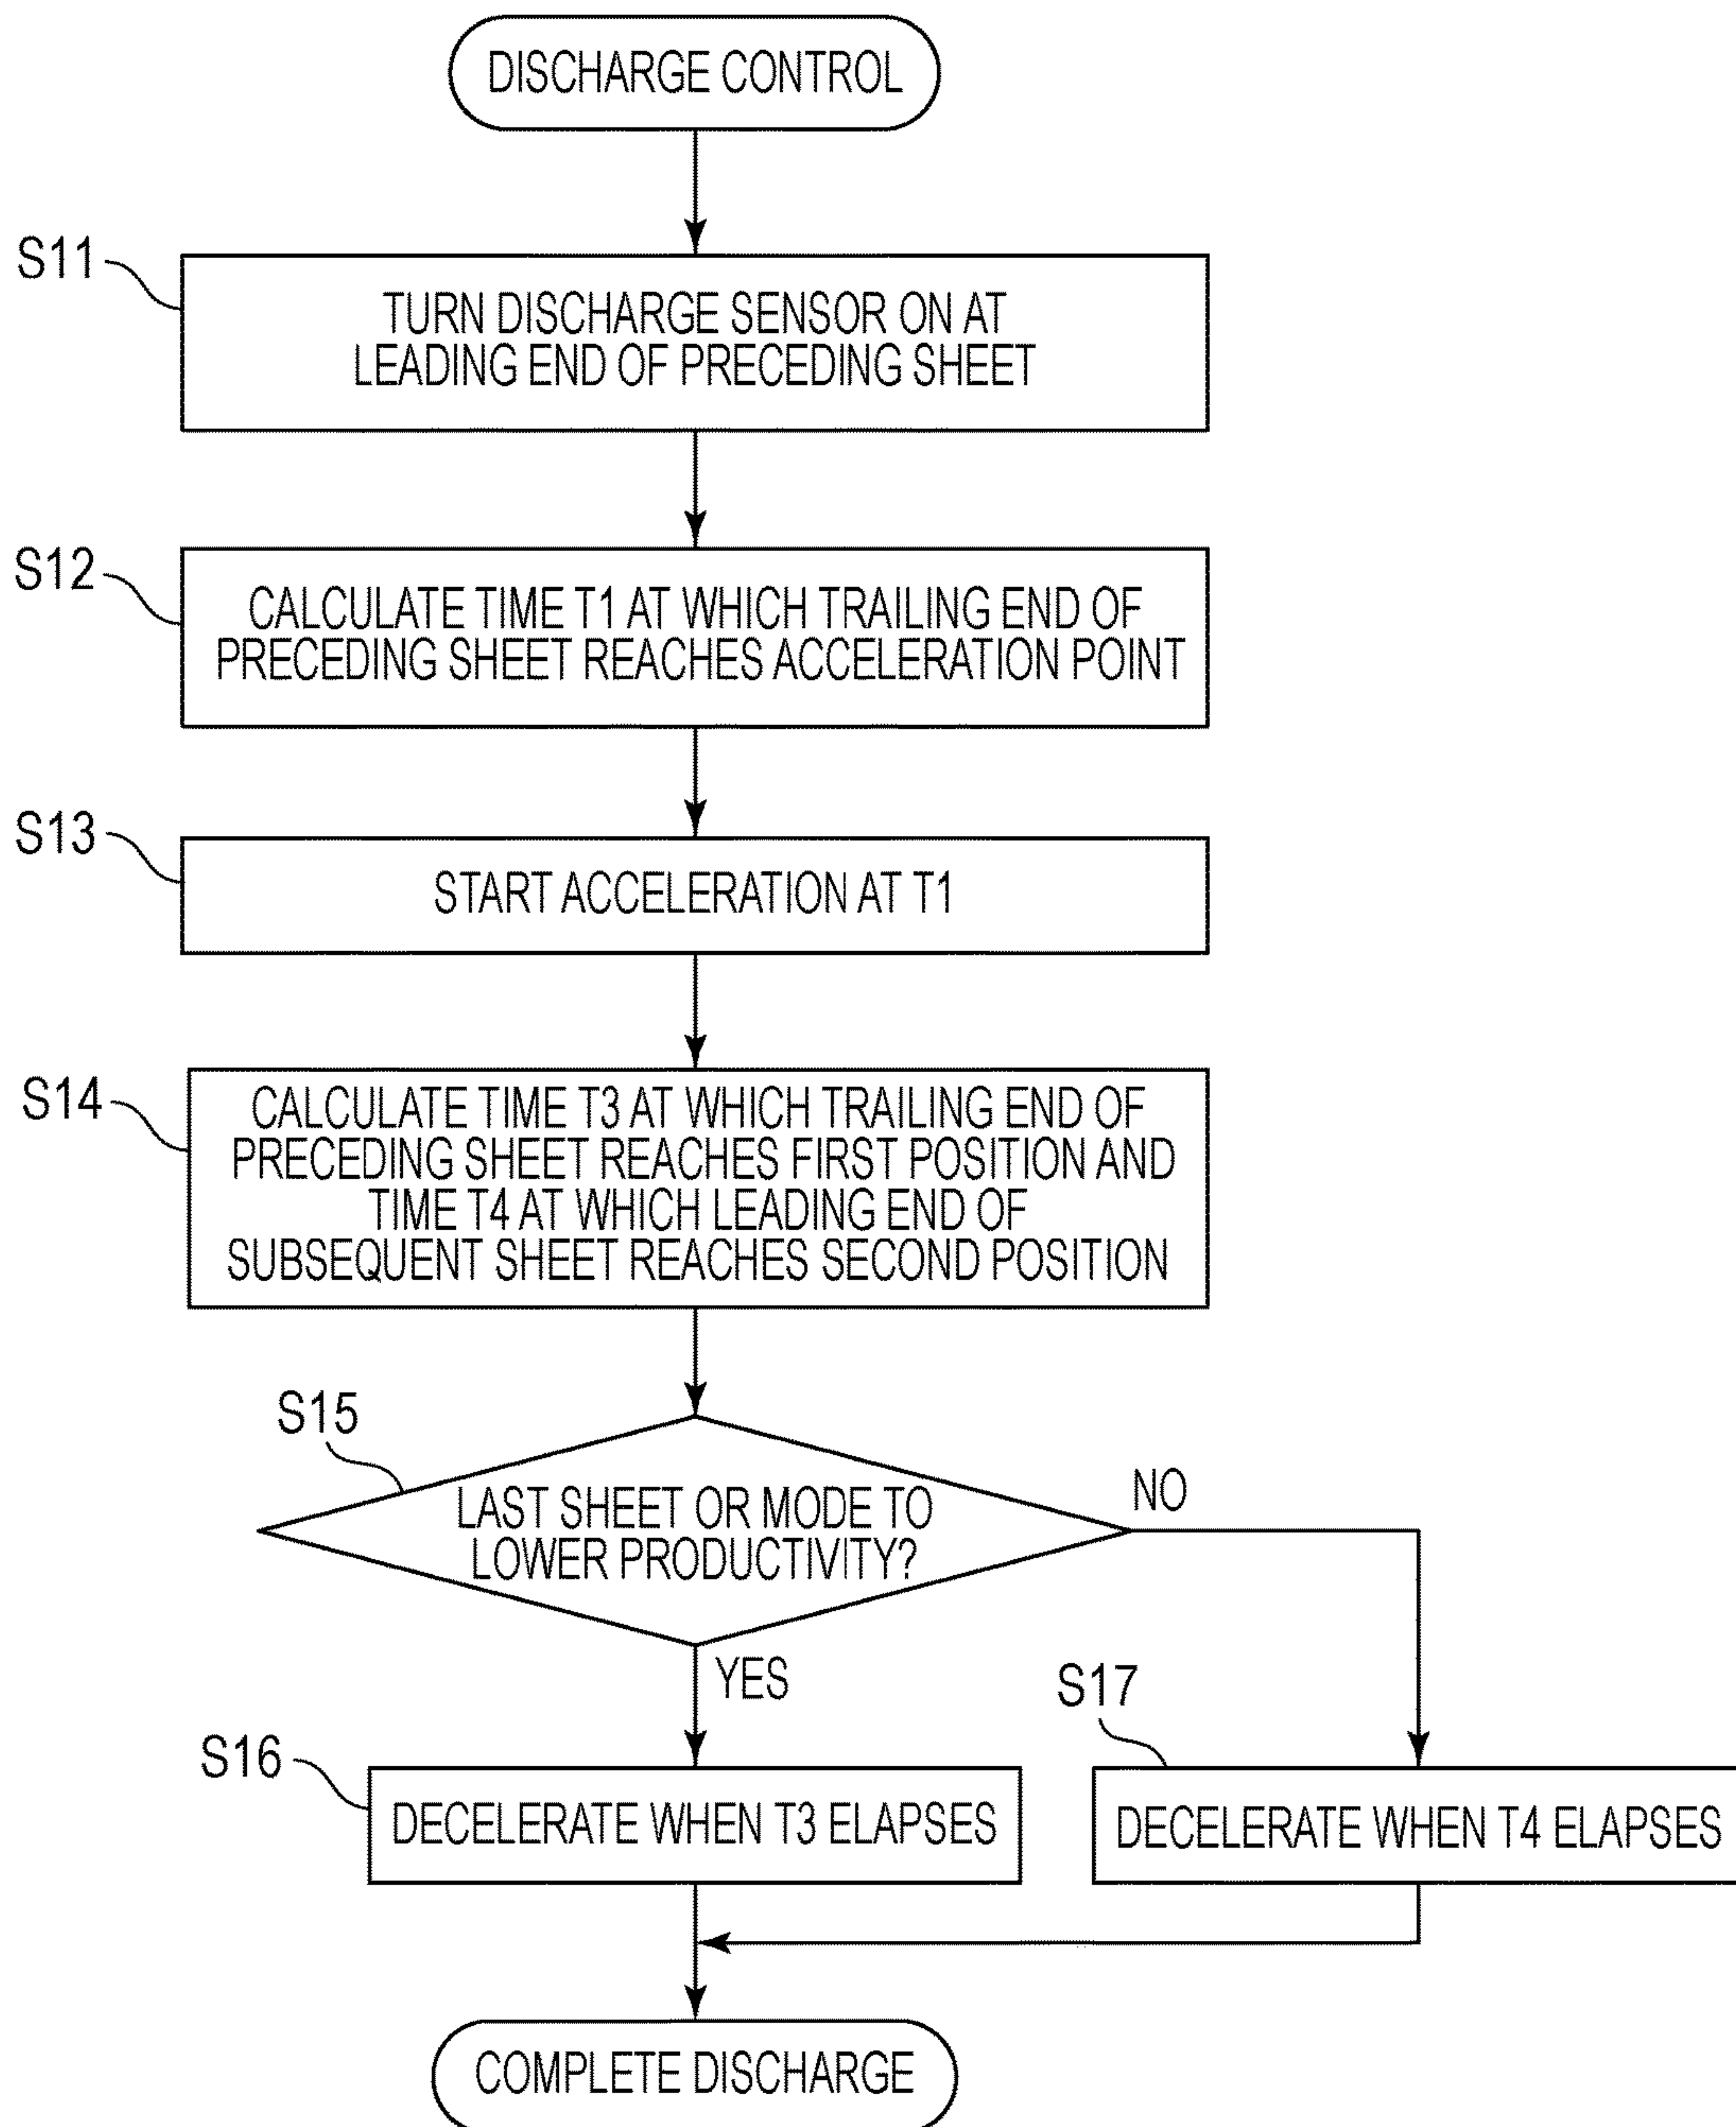 DISCHARGE CONTROL
S11
TURN DISCHARGE SENSOR ON AT
LEADING END OF PRECEDING SHEET
S12
CALCULATE TIME T1 AT WHICH TRAILING END OF
PRECEDING SHEET REACHES ACCELERATION POINT
S13
START ACCELERATION AT T1
S14
CALCULATE TIME T3 AT WHICH TRAILING END OF
PRECEDING SHEET REACHES FIRST POSITION AND
TIME T4 AT WHICH LEADING END OF
SUBSEQUENT SHEET REACHES SECOND POSITION
S15
LAST SHEET OR MODE TO
LOWER PRODUCTIVITY?
NO
YES
S16
DECELERATE WHEN T3 ELAPSES
S17
DECELERATE WHEN T4 ELAPSES
COMPLETE DISCHARGE